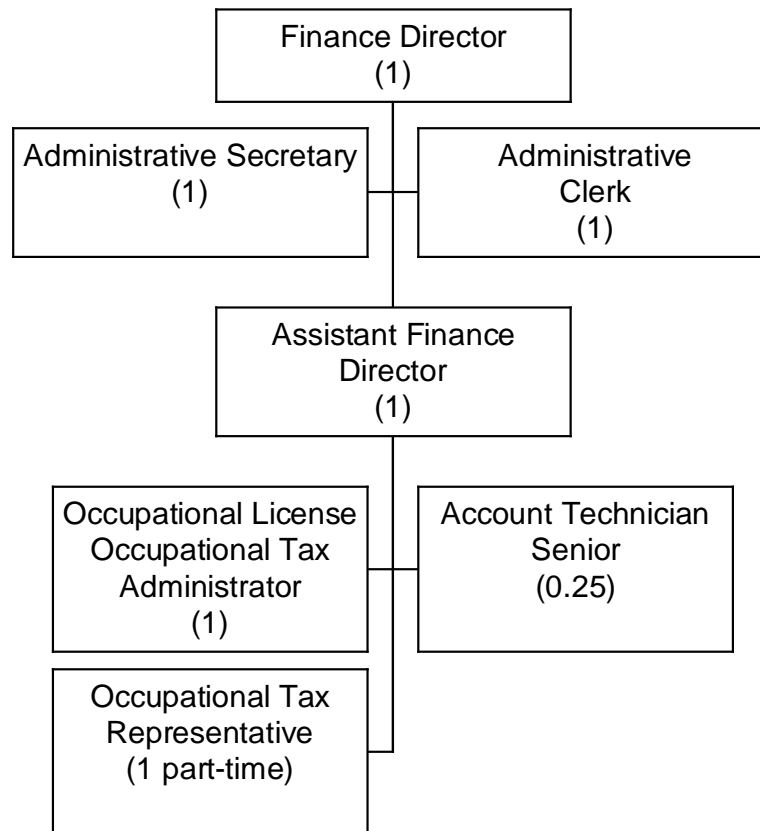 Finance Director
(1)
Administrative Secretary
(1)
Administrative
Clerk
(1)
Assistant Finance
Director
(1)
Occupational License
Occupational Tax
Administrator
(1)
Account Technician
Senior
(0.25)
Occupational Tax
Representative
(1 part-time)